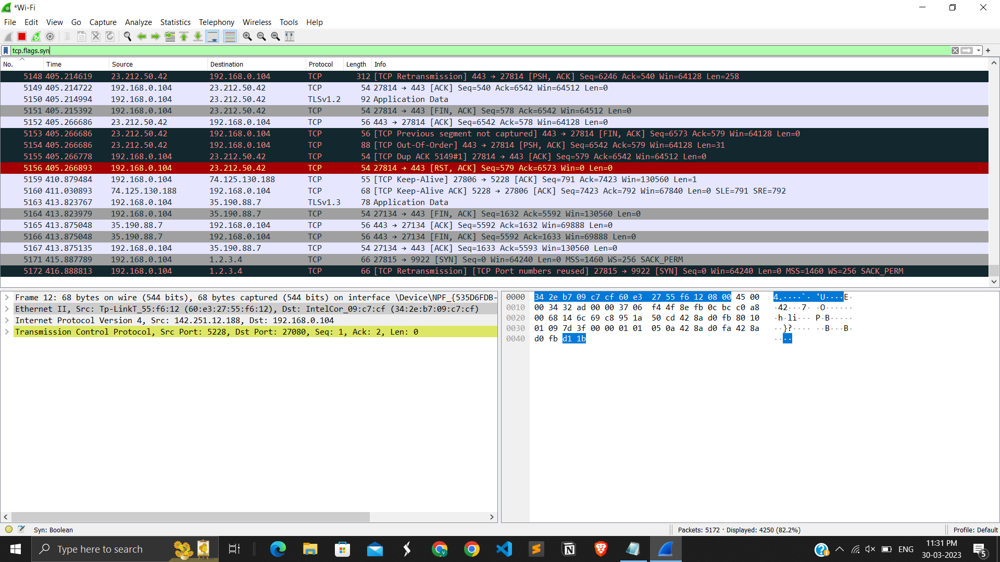 *Wi-Fi
File Edit View Go Capture Analyze Statistics Telephony Wireless Tools Help
tcp.flags.syn
No. Time Source Destination Protocol Length Info
5148 405.214619 23.212.50.42 192.168.0.104 TCP 312 [TCP Retransmission] 443 → 27814 [PSH, ACK] Seq=6246 Ack=540 Win=64128 Len=258
5149 405.214722 192.168.0.104 23.212.50.42 TCP 54 27814 → 443 [ACK] Seq=540 Ack=6542 Win=64512 Len=0
5150 405.214994 192.168.0.104 23.212.50.42 TLSv1.2 92 Application Data
5151 405.215392 192.168.0.104 23.212.50.42 TCP 54 27814 → 443 [FIN, ACK] Seq=578 Ack=6542 Win=64512 Len=0
5152 405.266686 23.212.50.42 192.168.0.104 TCP 56 443 → 27814 [ACK] Seq=6542 Ack=578 Win=64128 Len=0
5153 405.266686 23.212.50.42 192.168.0.104 TCP 56 [TCP Previous segment not captured] 443 → 27814 [FIN, ACK] Seq=6573 Ack=579 Win=64128 Len=0
5154 405.266686 23.212.50.42 192.168.0.104 TCP 88 [TCP Out-Of-Order] 443 → 27814 [PSH, ACK] Seq=6542 Ack=579 Win=64128 Len=31
5155 405.266778 192.168.0.104 23.212.50.42 TCP 54 [TCP Dup ACK 5149#1] 27814 → 443 [ACK] Seq=579 Ack=6542 Win=64512 Len=0
5156 405.266893 192.168.0.104 23.212.50.42 TCP 54 27814 → 443 [RST, ACK] Seq=579 Ack=6573 Win=0 Len=0
5159 410.879484 192.168.0.104 74.125.130.188 TCP 55 [TCP Keep-Alive] 27806 → 5228 [ACK] Seq=791 Ack=7423 Win=130560 Len=1
5160 411.030893 74.125.130.188 192.168.0.104 TCP 68 [TCP Keep-Alive ACK] 5228 → 27806 [ACK] Seq=7423 Ack=792 Win=67840 Len=0 SLE=791 SRE=792
5163 413.823767 192.168.0.104 35.190.88.7 TLSv1.3 78 Application Data
5164 413.823979 192.168.0.104 35.190.88.7 TCP 54 27134 → 443 [FIN, ACK] Seq=1632 Ack=5592 Win=130560 Len=0
5165 413.875048 35.190.88.7 192.168.0.104 TCP 56 443 → 27134 [ACK] Seq=5592 Ack=1632 Win=69888 Len=0
5166 413.875048 35.190.88.7 192.168.0.104 TCP 56 443 → 27134 [FIN, ACK] Seq=5592 Ack=1633 Win=69888 Len=0
5167 413.875135 192.168.0.104 35.190.88.7 TCP 54 27134 → 443 [ACK] Seq=1633 Ack=5593 Win=130560 Len=0
5171 415.887789 192.168.0.104 1.2.3.4 TCP 66 27815 → 9922 [SYN] Seq=0 Win=64240 Len=0 MSS=1460 WS=256 SACK_PERM
5172 416.888813 192.168.0.104 1.2.3.4 TCP 66 [TCP Retransmission] [TCP Port numbers reused] 27815 → 9922 [SYN] Seq=0 Win=64240 Len=0 MSS=1460 WS=256 SACK_PERM
Frame 12: 68 bytes on wire (544 bits), 68 bytes captured (544 bits) on interface \Device\NPF_{535D6FDB-
Ethernet II, Src: Tp-LinkT_55:f6:12 (60:e3:27:55:f6:12), Dst: IntelCor_09:c7:cf (34:2e:b7:09:c7:cf)
Internet Protocol Version 4, Src: 142.251.12.188, Dst: 192.168.0.104
Transmission Control Protocol, Src Port: 5228, Dst Port: 27080, Seq: 1, Ack: 2, Len: 0
0000 34 2e b7 09 c7 cf 60 e3 27 55 f6 12 08 00 45 00 4.····`· 'U····E·
0010 00 34 32 ad 00 00 37 06 f4 4f 8e fb 0c bc c0 a8 ·42···7· ·O······
0020 00 68 14 6c 69 c8 95 1a 50 cd 42 8a d0 fb 80 10 ·h·li··· P·B·····
0030 01 09 7d 3f 00 00 01 01 05 0a 42 8a d0 fa 42 8a ··}?···· ··B···B·
0040 d0 fb d1 1b ····
Syn: Boolean
Packets: 5172 · Displayed: 4250 (82.2%)
Profile: Default
Type here to search
ENG
11:31 PM
30-03-2023
5